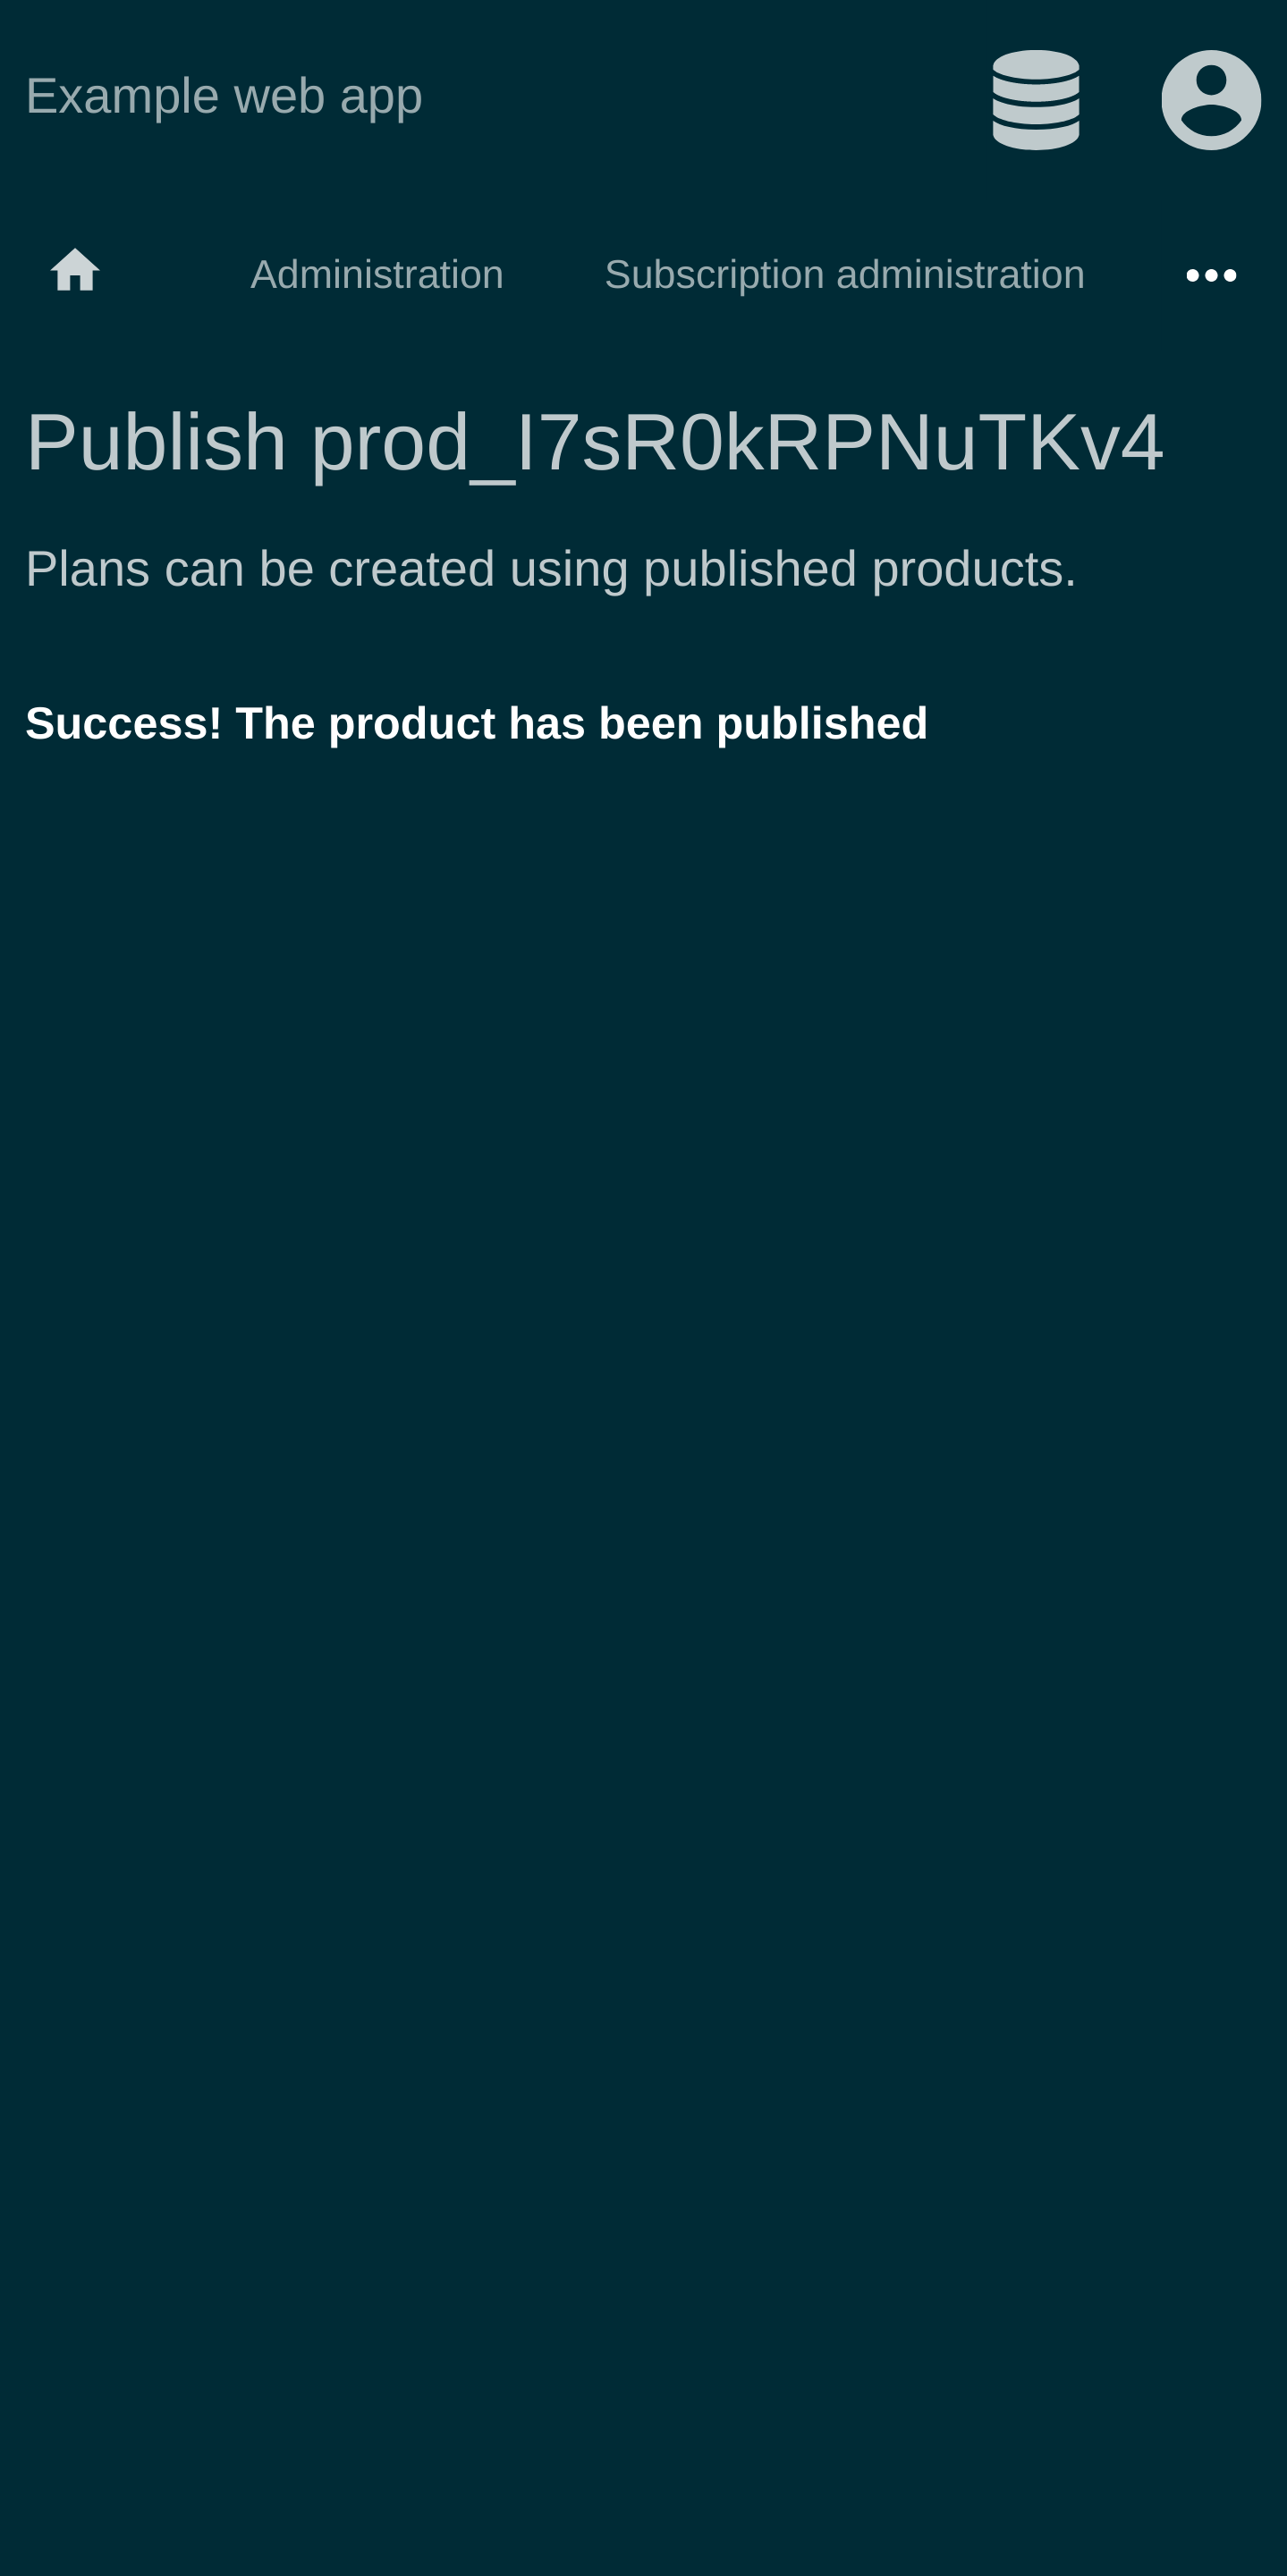 Example web app
Administration Subscription administration
Publish prod_I7sR0kRPNuTKv4
Plans can be created using published products.
Success! The product has been published